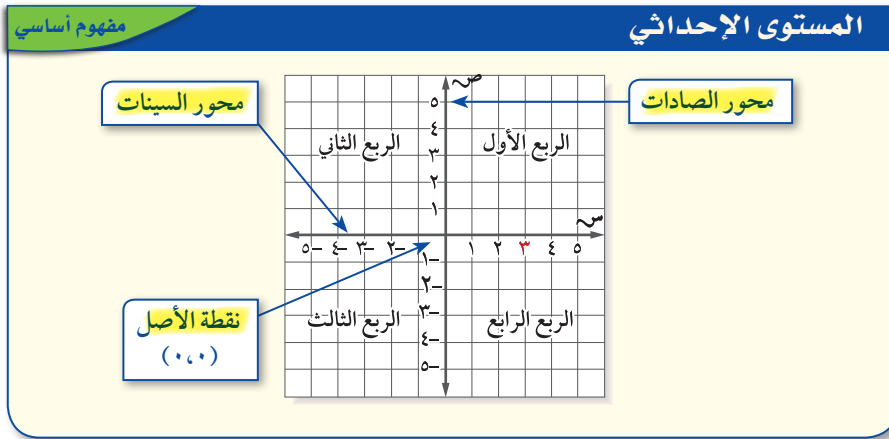 المستوى الإحداثي
مفهوم أساسي
محور الصادات
محور السينات
ص
٥
٤
٣
٢
١
الربع الأول
الربع الثاني
س
–٥ –٤ –٣ –٢ ١ ٢ ٣ ٤ ٥
–١
–٢
–٣
–٤
–٥
الربع الرابع
الربع الثالث
نقطة الأصل
(٠،٠)